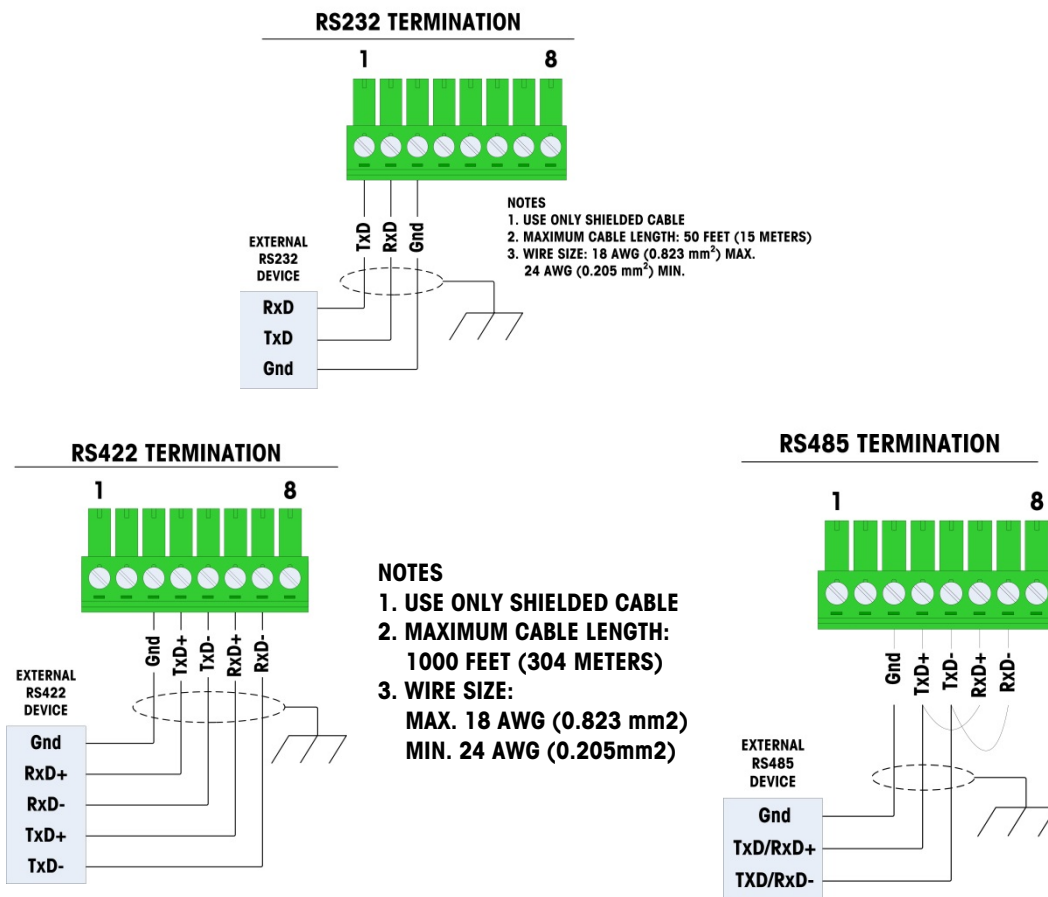 RS232 TERMINATION
1 8
TxD
RxD
Gnd
NOTES
1. USE ONLY SHIELDED CABLE
2. MAXIMUM CABLE LENGTH: 50 FEET (15 METERS)
3. WIRE SIZE: 18 AWG (0.823 mm²) MAX.
24 AWG (0.205 mm²) MIN.
EXTERNAL
RS232
DEVICE
RxD
TxD
Gnd
RS422 TERMINATION
1 8
Gnd
TxD+
TxD-
RxD+
RxD-
EXTERNAL
RS422
DEVICE
Gnd
RxD+
RxD-
TxD+
TxD-
NOTES
1. USE ONLY SHIELDED CABLE
2. MAXIMUM CABLE LENGTH:
1000 FEET (304 METERS)
3. WIRE SIZE:
MAX. 18 AWG (0.823 mm2)
MIN. 24 AWG (0.205mm2)
RS485 TERMINATION
1 8
Gnd
TxD+
TxD-
RxD+
RxD-
EXTERNAL
RS485
DEVICE
Gnd
TxD/RxD+
TXD/RxD-